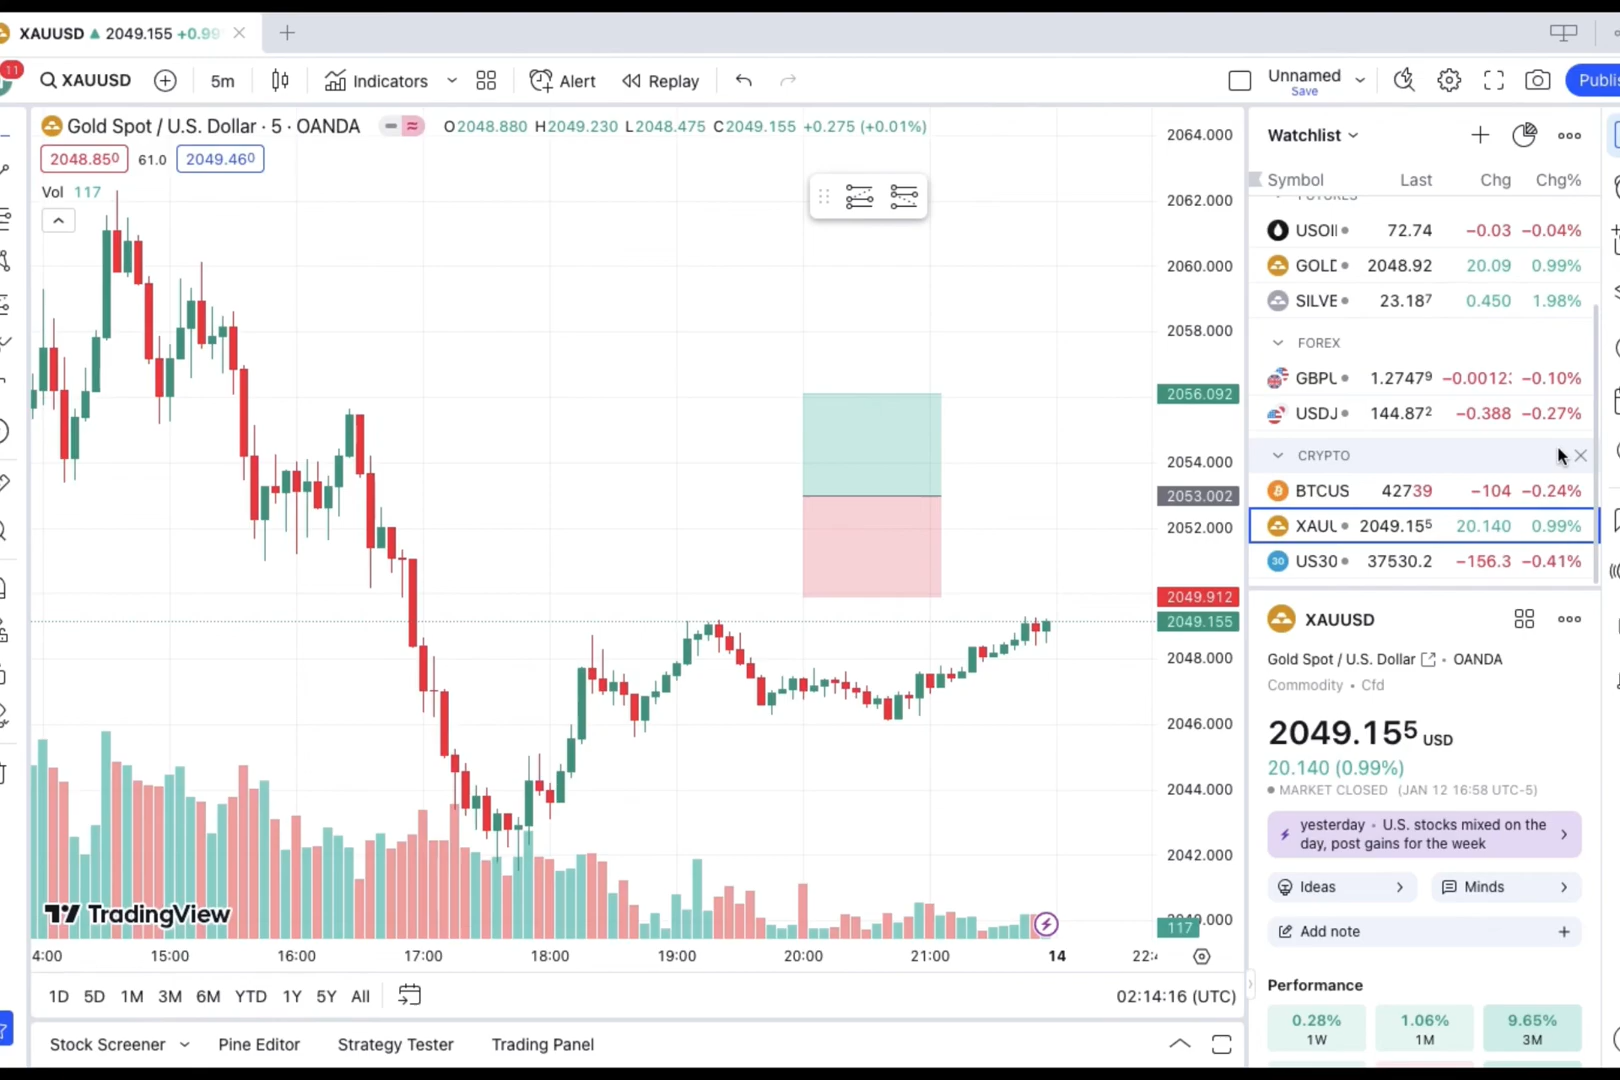 XAUUSD ▲ 2049.155 +0.99
11
XAUUSD 5m Indicators Alert Replay Unnamed Save Publi
Gold Spot / U.S. Dollar · 5 · OANDA O2048.880 H2049.230 L2048.475 C2049.155 +0.275 (+0.01%)
2048.850 61.0 2049.460
Vol 117
2064.000
2062.000
2060.000
2058.000
2056.092
2054.000
2053.002
2052.000
2049.912
2049.155
2048.000
2046.000
2044.000
2042.000
117
TradingView
4:00 15:00 16:00 17:00 18:00 19:00 20:00 21:00 14
1D 5D 1M 3M 6M YTD 1Y 5Y All 02:14:16 (UTC)
Stock Screener Pine Editor Strategy Tester Trading Panel
Watchlist
Symbol Last Chg Chg%
FUTURES
USOI 72.74 −0.03 −0.04%
GOLD 2048.92 20.09 0.99%
SILVE 23.187 0.450 1.98%
FOREX
GBPU 1.27479 −0.0012 −0.10%
USDJ 144.872 −0.388 −0.27%
CRYPTO
BTCUS 42739 −104 −0.24%
XAUU 2049.155 20.140 0.99%
30 US30 37530.2 −156.3 −0.41%
XAUUSD
Gold Spot / U.S. Dollar • OANDA
Commodity • Cfd
2049.155 USD
20.140 (0.99%)
MARKET CLOSED (JAN 12 16:58 UTC-5)
yesterday • U.S. stocks mixed on the
day, post gains for the week
Ideas Minds
Add note
Performance
0.28% 1.06% 9.65%
1W 1M 3M